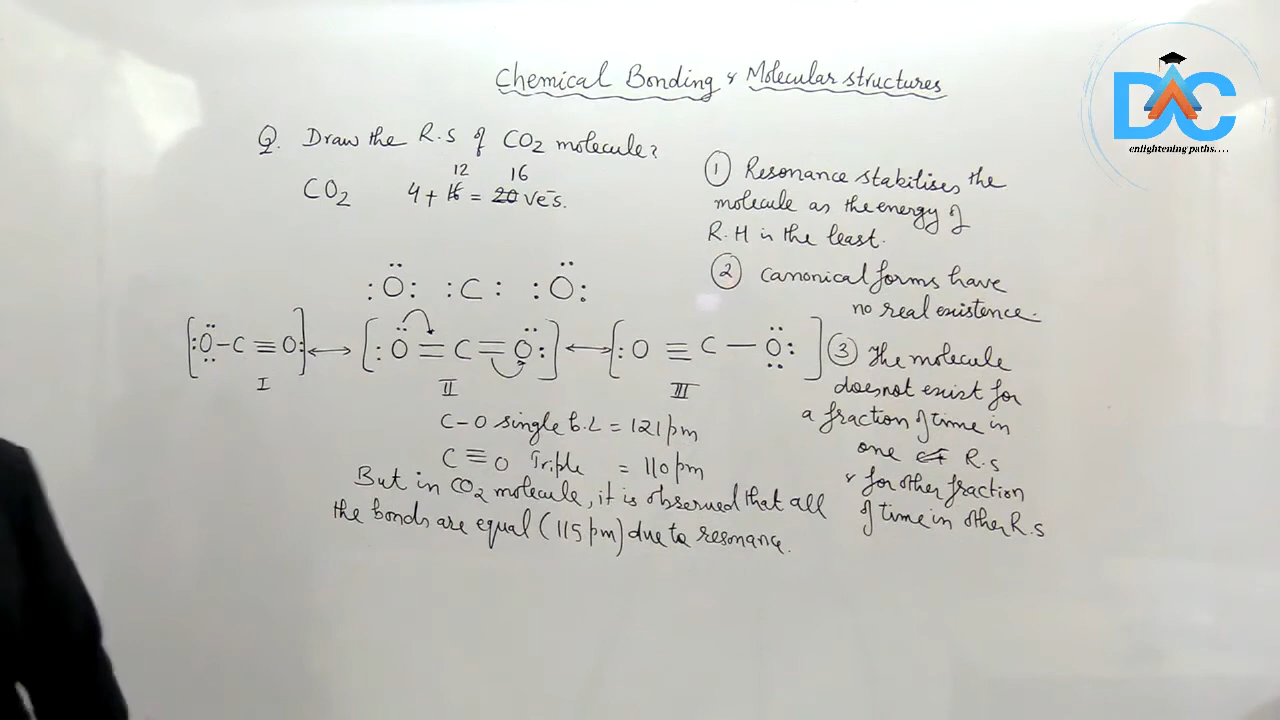 Chemical Bonding & Molecular structures
DAC
enlightening paths....
Q. Draw the R.S of CO2 molecule?
12 16
CO2 4 + 16 = 20 ve-s.
:Ö: :C: :Ö:
[:Ö-C≡O:] ↔ [:Ö=C=Ö:] ↔ [:O≡C-Ö:]
I II III
C-O single b.L = 121 pm
C≡O Triple = 110 pm
But in CO2 molecule, it is observed that all
the bonds are equal (115 pm) due to resonance.
① Resonance stabilises the
molecule as the energy of
R.H is the least.
② Canonical forms have
no real existence.
③ The molecule
does not exist for
a fraction of time in
one R.S
& for other fraction
of time in other R.S